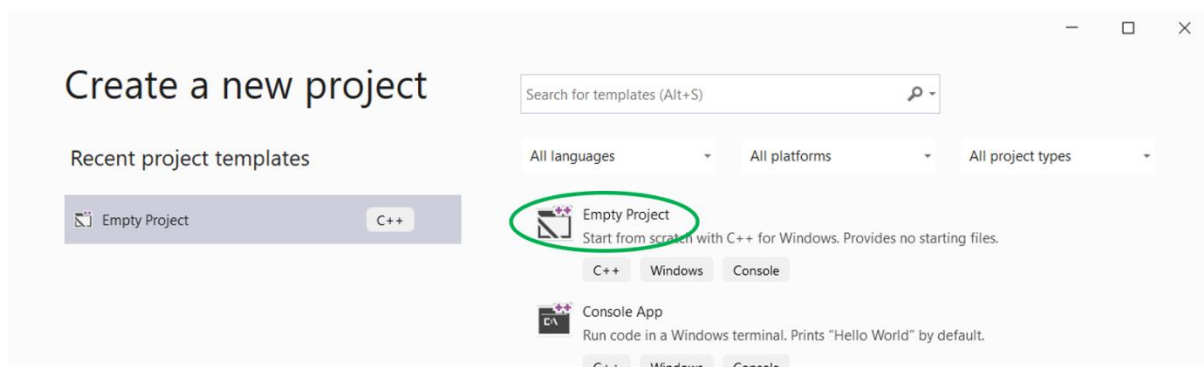 Create a new project
Recent project templates
Empty Project C++
Search for templates (Alt+S)
All languages All platforms All project types
Empty Project
Start from scratch with C++ for Windows. Provides no starting files.
C++ Windows Console
Console App
Run code in a Windows terminal. Prints "Hello World" by default.
C++ Windows Console